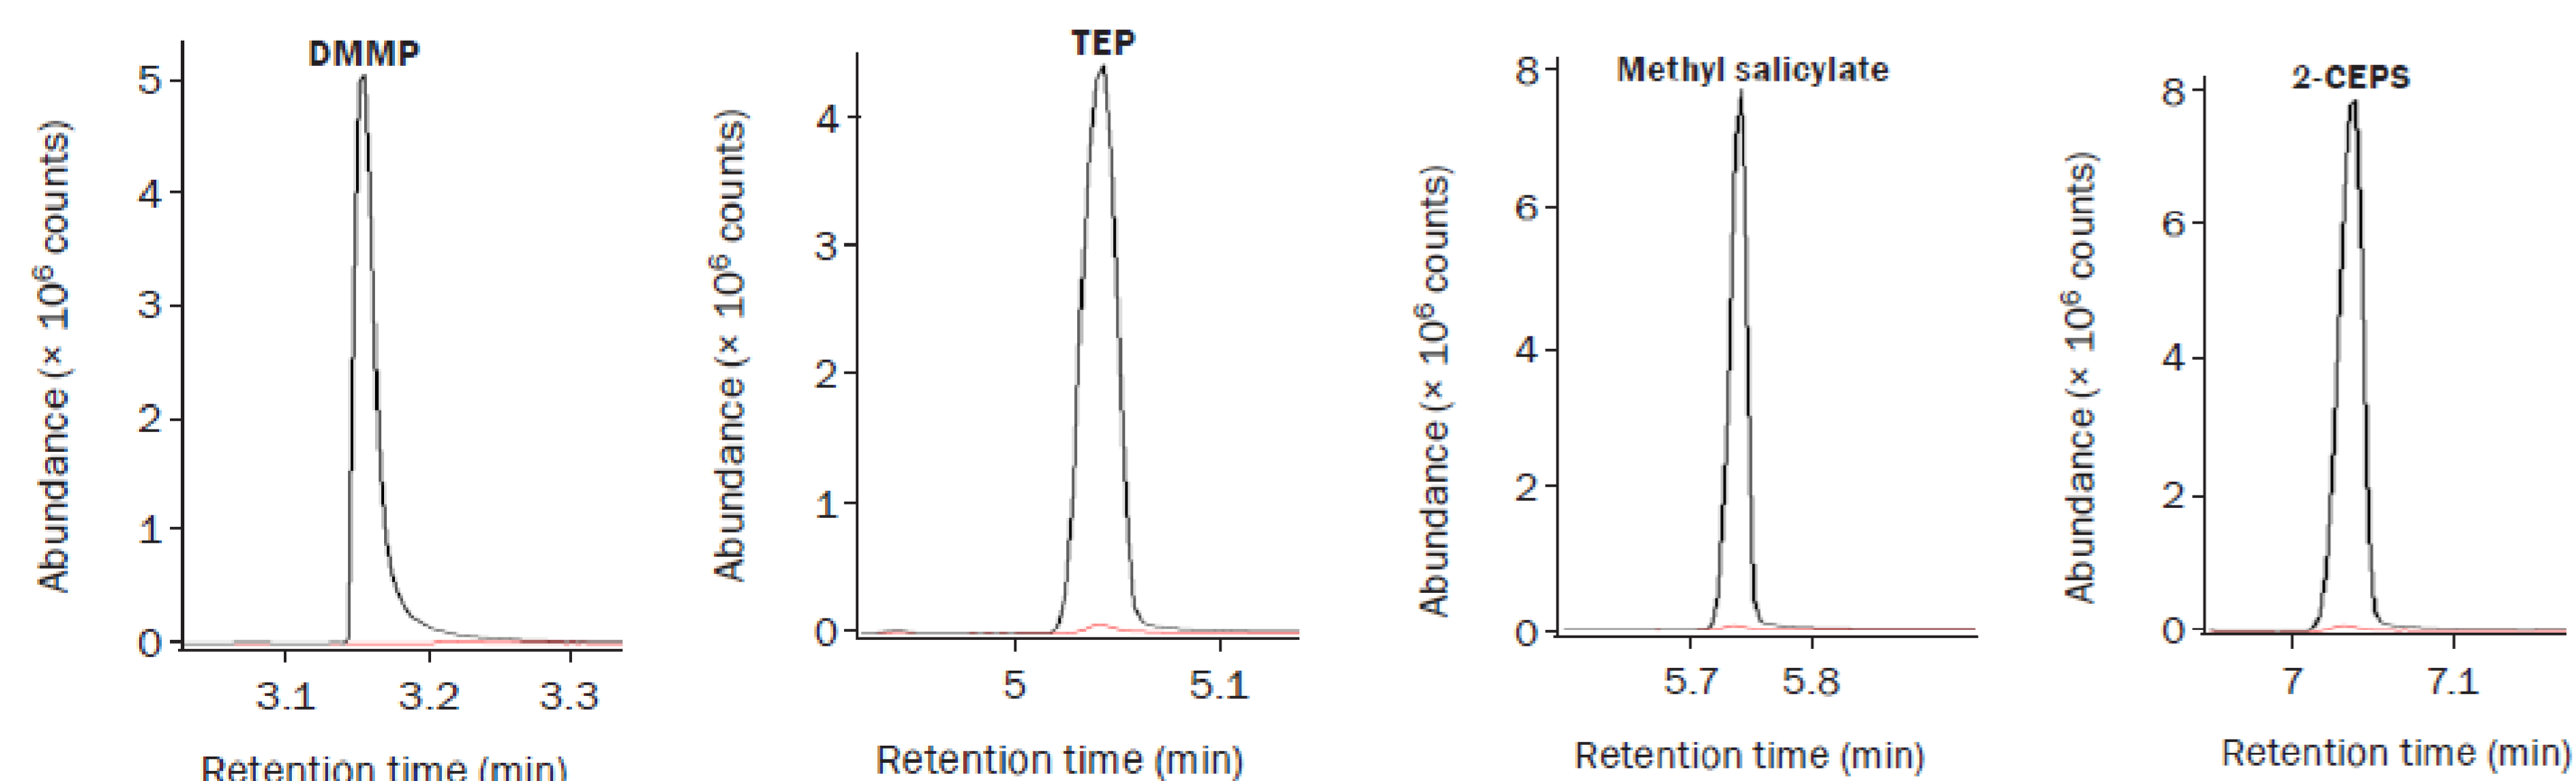 DMMP
Abundance (× 10⁶ counts)
5
4
3
2
1
0
3.1 3.2 3.3
Retention time (min)
TEP
Abundance (× 10⁶ counts)
4
3
2
1
0
5 5.1
Retention time (min)
Methyl salicylate
Abundance (× 10⁶ counts)
8
6
4
2
0
5.7 5.8
Retention time (min)
2-CEPS
Abundance (× 10⁶ counts)
8
6
4
2
0
7 7.1
Retention time (min)